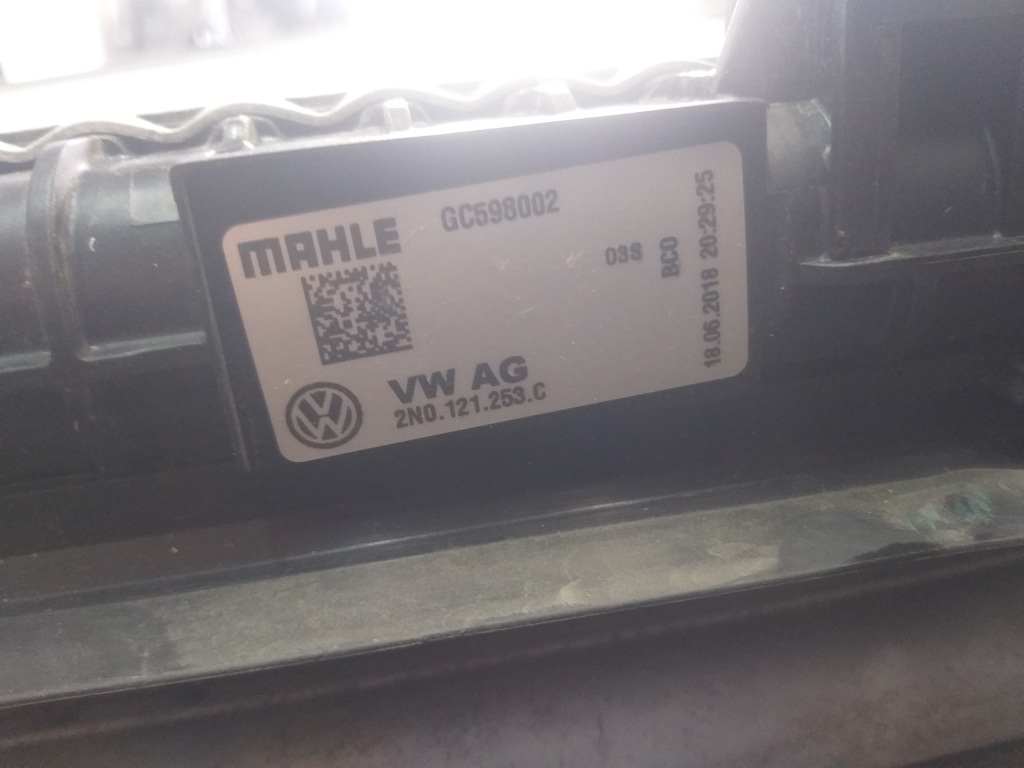 MAHLE
GC598002
03S
BC0
18.06.2018 20:29:25
VW AG
2N0.121.253.C